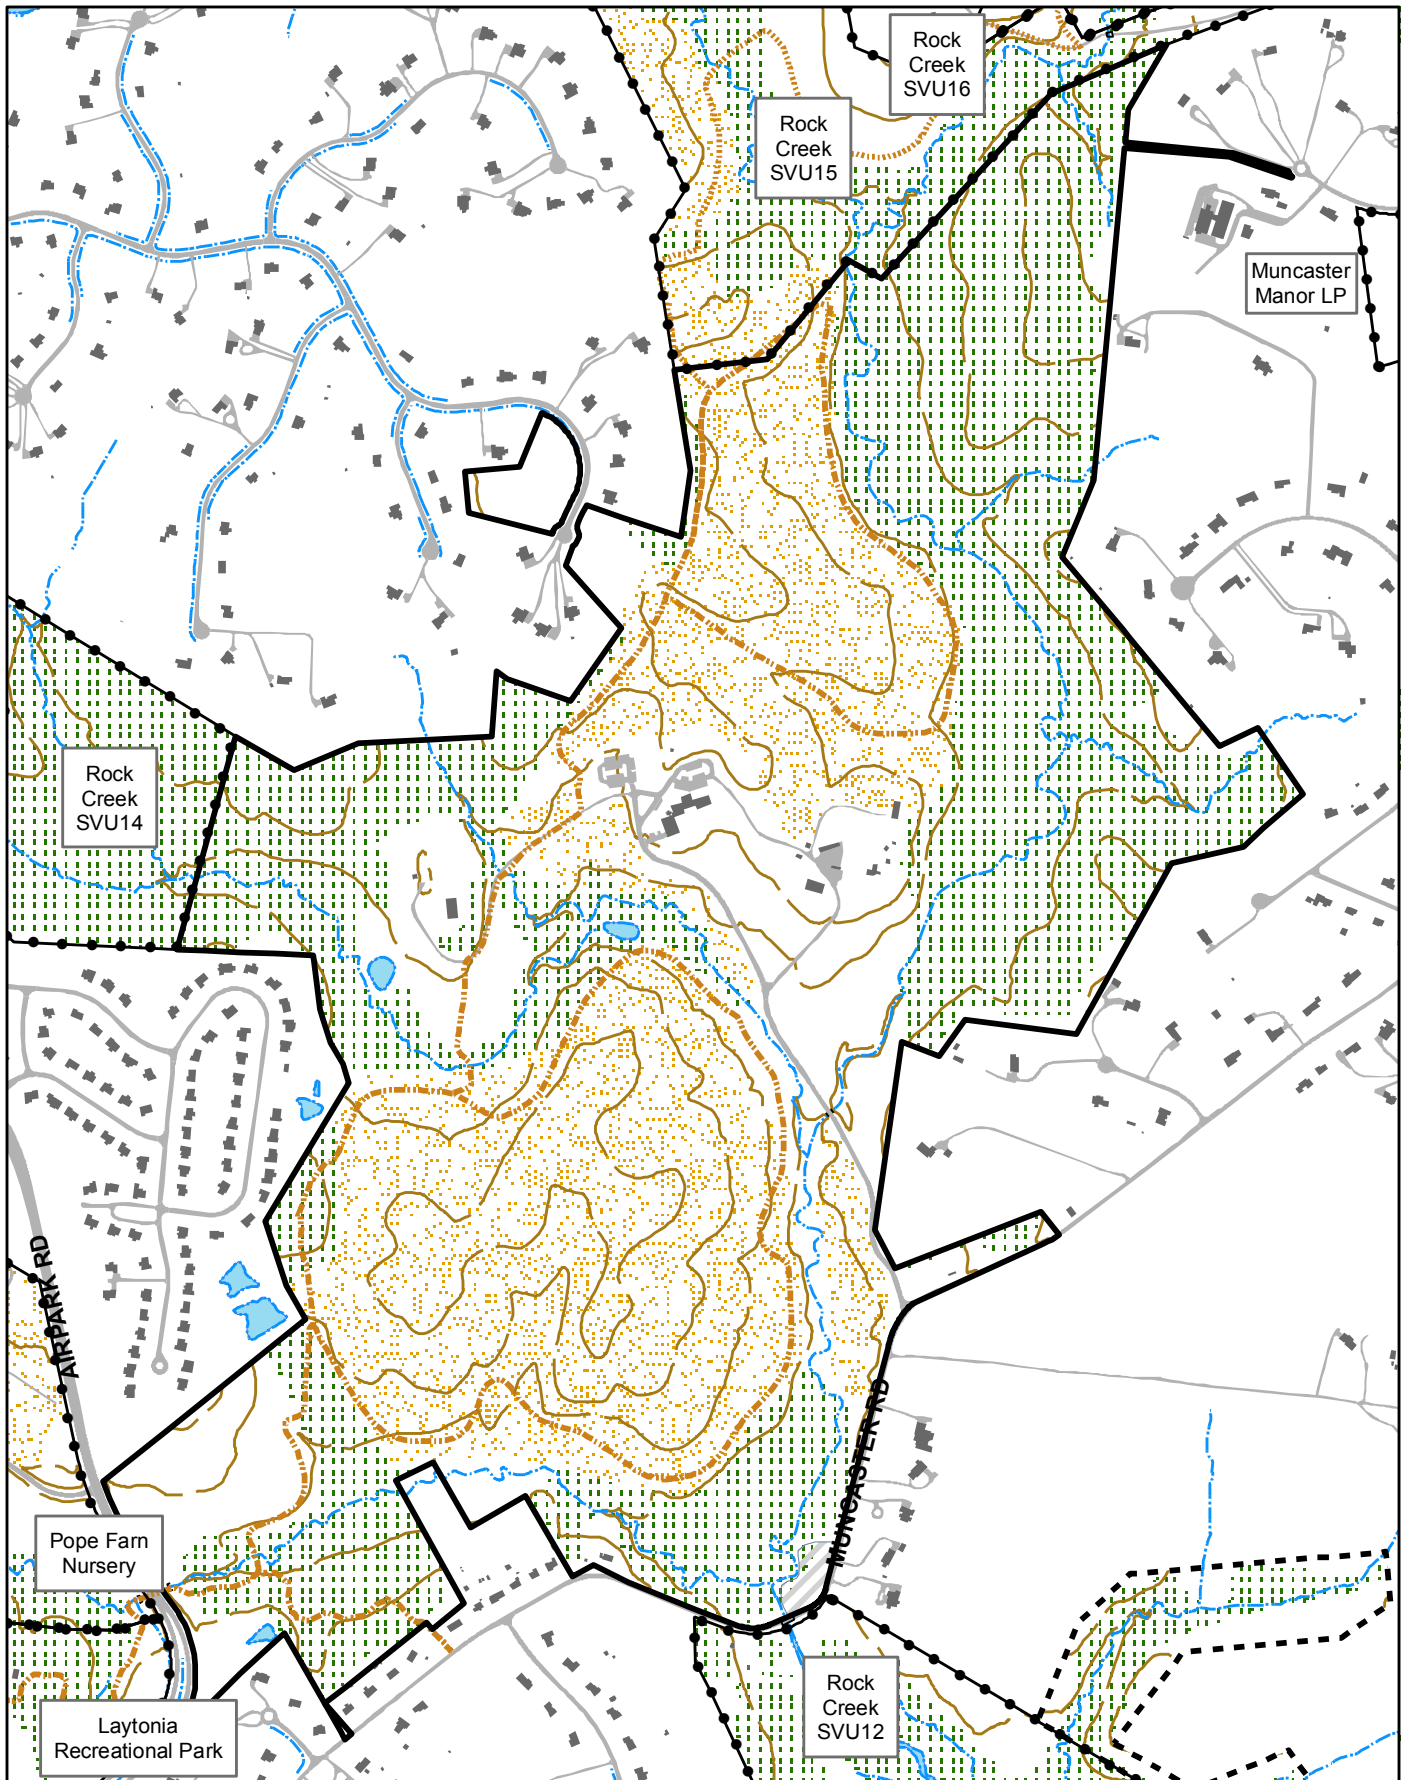 Rock
Creek
SVU16
Rock
Creek
SVU15
Muncaster
Manor LP
Rock
Creek
SVU14
AIRPARK RD
MUNCASTER RD
Pope Farn
Nursery
Rock
Creek
SVU12
Laytonia
Recreational Park